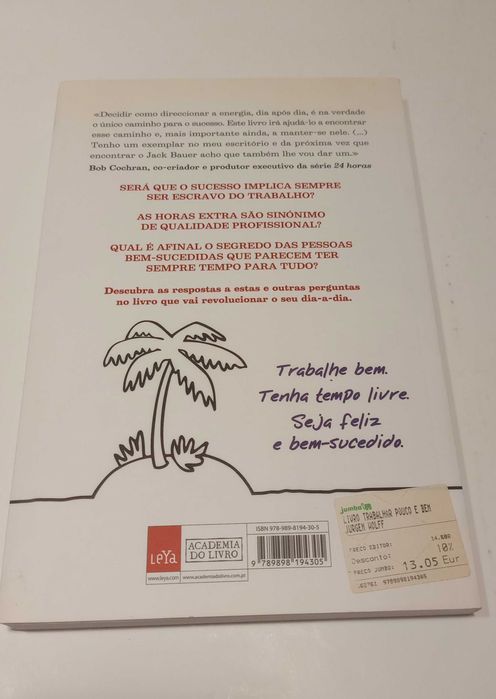 «Decidir como direccionar a energia, dia após dia, é na verdade
o único caminho para o sucesso. Este livro irá ajudá-lo a encontrar
esse caminho e, mais importante ainda, a manter-se nele. (...)
Tenho um exemplar no meu escritório e da próxima vez que
encontrar o Jack Bauer acho que também lhe vou dar um.»
Bob Cochran, co-criador e produtor executivo da série 24 horas
SERÁ QUE O SUCESSO IMPLICA SEMPRE
SER ESCRAVO DO TRABALHO?
AS HORAS EXTRA SÃO SINÓNIMO
DE QUALIDADE PROFISSIONAL?
QUAL É AFINAL O SEGREDO DAS PESSOAS
BEM-SUCEDIDAS QUE PARECEM TER
SEMPRE TEMPO PARA TUDO?
Descubra as respostas a estas e outras perguntas
no livro que vai revolucionar o seu dia-a-dia.
Trabalhe bem.
Tenha tempo livre.
Seja feliz
e bem-sucedido.
LeYa
www.leya.com
ACADEMIA
DO LIVRO
www.academiadolivro.com.pt
ISBN 978-989-8194-30-5
9 789898 194305
jumbo
LIVRO TRABALHAR POUCO E BEM
JURGEN WOLFF
PREÇO EDITOR: 14.50
Desconto: 10%
PREÇO JUMBO: 13.05 Eur
9789898194305